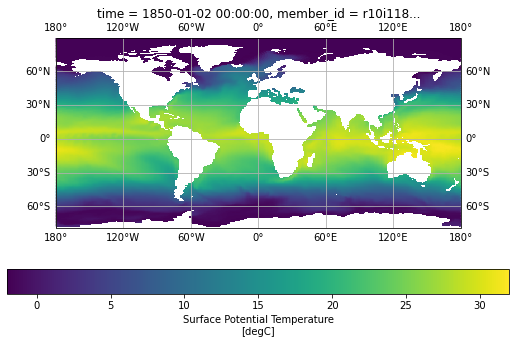 time = 1850-01-02 00:00:00, member_id = r10i118...
180° 120°W 60°W 0° 60°E 120°E 180°
60°N 60°N
30°N 30°N
0° 0°
30°S 30°S
60°S 60°S
180° 120°W 60°W 0° 60°E 120°E 180°
0 5 10 15 20 25 30
Surface Potential Temperature
[degC]